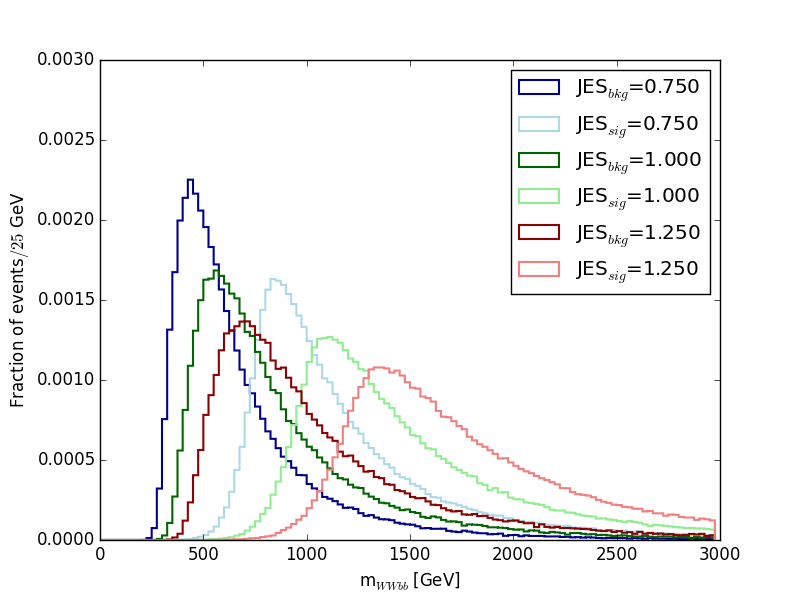 0.0030
0.0025
0.0020
0.0015
0.0010
0.0005
0.0000
Fraction of events/25 GeV
0 500 1000 1500 2000 2500 3000
m_WWbb [GeV]
JES_bkg=0.750
JES_sig=0.750
JES_bkg=1.000
JES_sig=1.000
JES_bkg=1.250
JES_sig=1.250